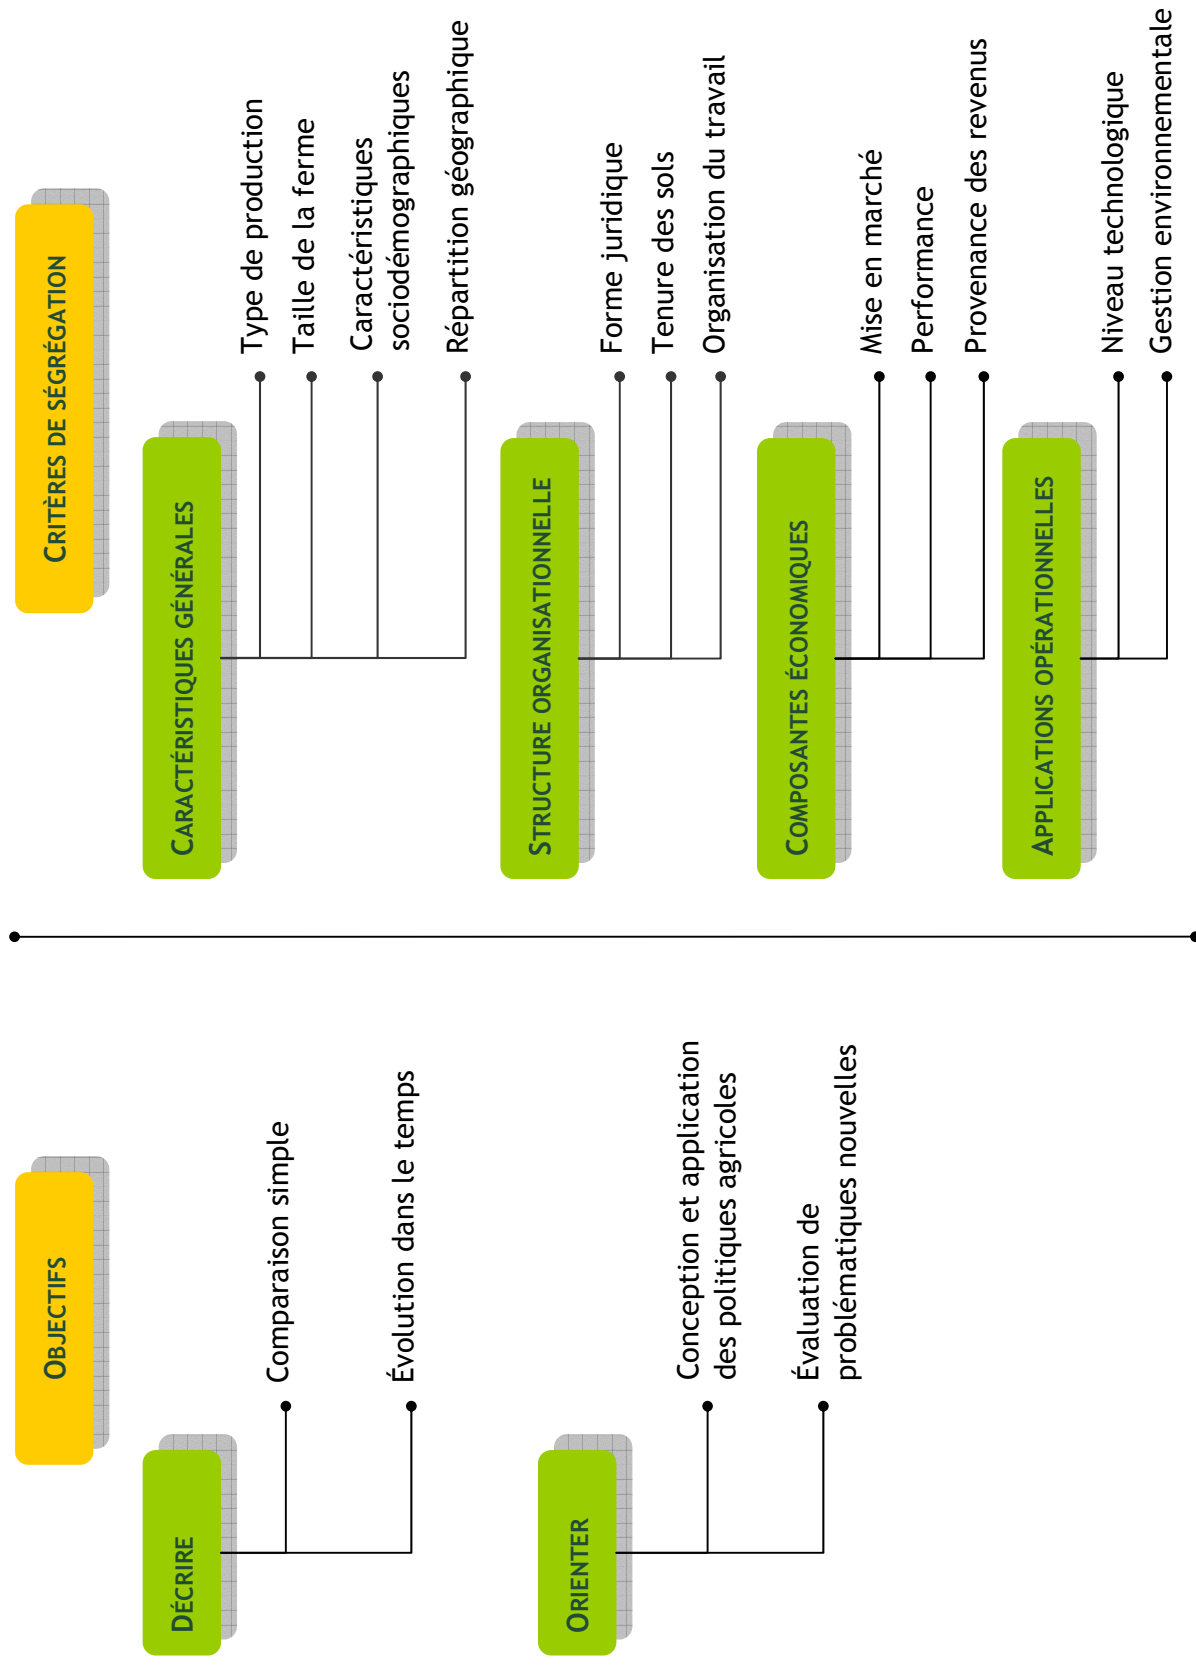 OBJECTIFS
DÉCRIRE
Comparaison simple
Évolution dans le temps
ORIENTER
Conception et application
des politiques agricoles
Évaluation de
problématiques nouvelles
CRITÈRES DE SÉGRÉGATION
CARACTÉRISTIQUES GÉNÉRALES
Type de production
Taille de la ferme
Caractéristiques
sociodémographiques
Répartition géographique
STRUCTURE ORGANISATIONNELLE
Forme juridique
Tenure des sols
Organisation du travail
COMPOSANTES ÉCONOMIQUES
Mise en marché
Performance
Provenance des revenus
APPLICATIONS OPÉRATIONNELLES
Niveau technologique
Gestion environnementale